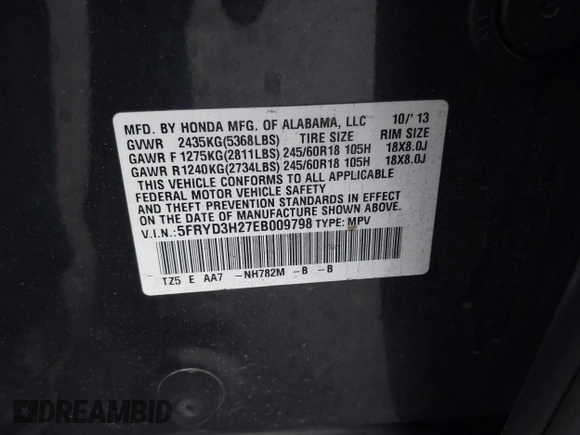 MFD. BY HONDA MFG. OF ALABAMA, LLC 10/'13
GVWR 2435KG(5368LBS) TIRE SIZE RIM SIZE
GAWR F 1275KG(2811LBS) 245/60R18 105H 18X8.0J
GAWR R1240KG(2734LBS) 245/60R18 105H 18X8.0J
THIS VEHICLE CONFORMS TO ALL APPLICABLE
FEDERAL MOTOR VEHICLE SAFETY
AND THEFT PREVENTION STANDARDS IN
EFFECT ON THE DATE OF MANUFACTURE SHOWN ABOVE.
V.I.N.:5FRYD3H27EB009798 TYPE: MPV
TZ5 E AA7 -NH782M -B -B
DREAMBID